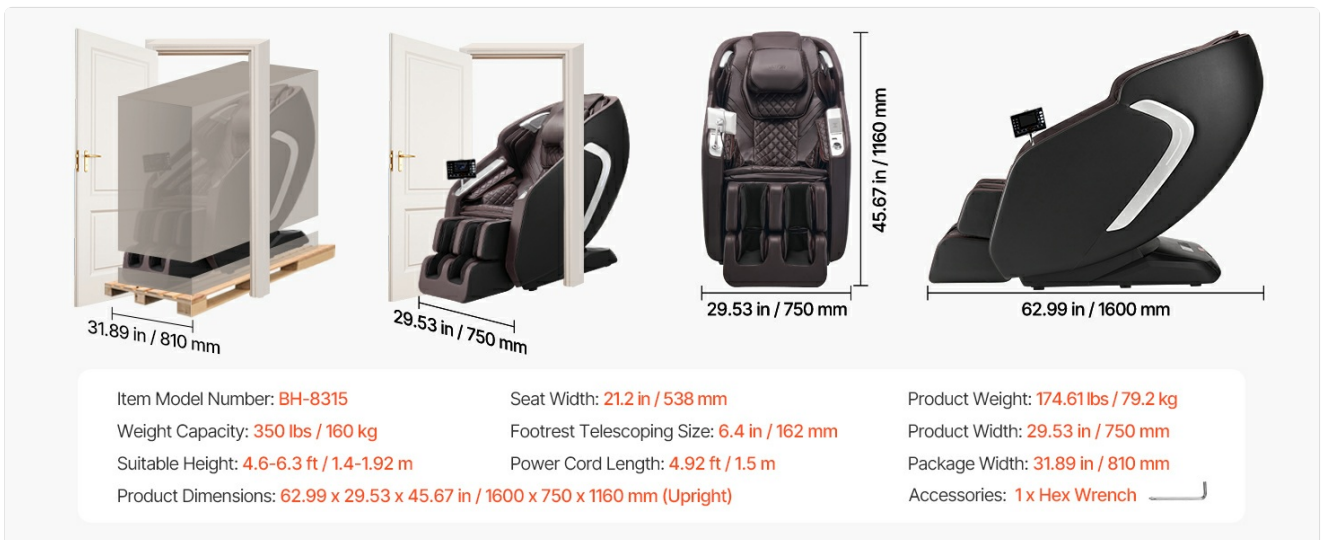 45.67 in / 1160 mm
31.89 in / 810 mm
29.53 in / 750 mm
29.53 in / 750 mm
62.99 in / 1600 mm
Item Model Number: BH-8315
Seat Width: 21.2 in / 538 mm
Product Weight: 174.61 lbs / 79.2 kg
Weight Capacity: 350 lbs / 160 kg
Footrest Telescoping Size: 6.4 in / 162 mm
Product Width: 29.53 in / 750 mm
Suitable Height: 4.6-6.3 ft / 1.4-1.92 m
Power Cord Length: 4.92 ft / 1.5 m
Package Width: 31.89 in / 810 mm
Product Dimensions: 62.99 x 29.53 x 45.67 in / 1600 x 750 x 1160 mm (Upright)
Accessories: 1 x Hex Wrench